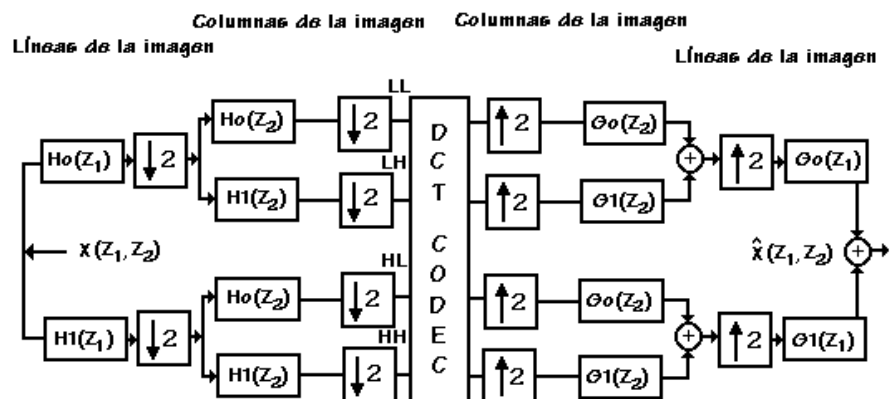 Columnas de la imagen
Columnas de la imagen
Líneas de la imagen
Líneas de la imagen
LL
Ho(Z₂) ↓2 ↑2 Go(Z₂)
Ho(Z₁) ↓2
↑2 Go(Z₁)
LH
H1(Z₂) ↓2 ↑2 G1(Z₂)
+
X(Z₁,Z₂)
DCT CODEC
X̂(Z₁,Z₂) +
HL
Ho(Z₂) ↓2 ↑2 Go(Z₂)
+
H1(Z₁) ↓2
↑2 G1(Z₁)
HH
H1(Z₂) ↓2 ↑2 G1(Z₂)